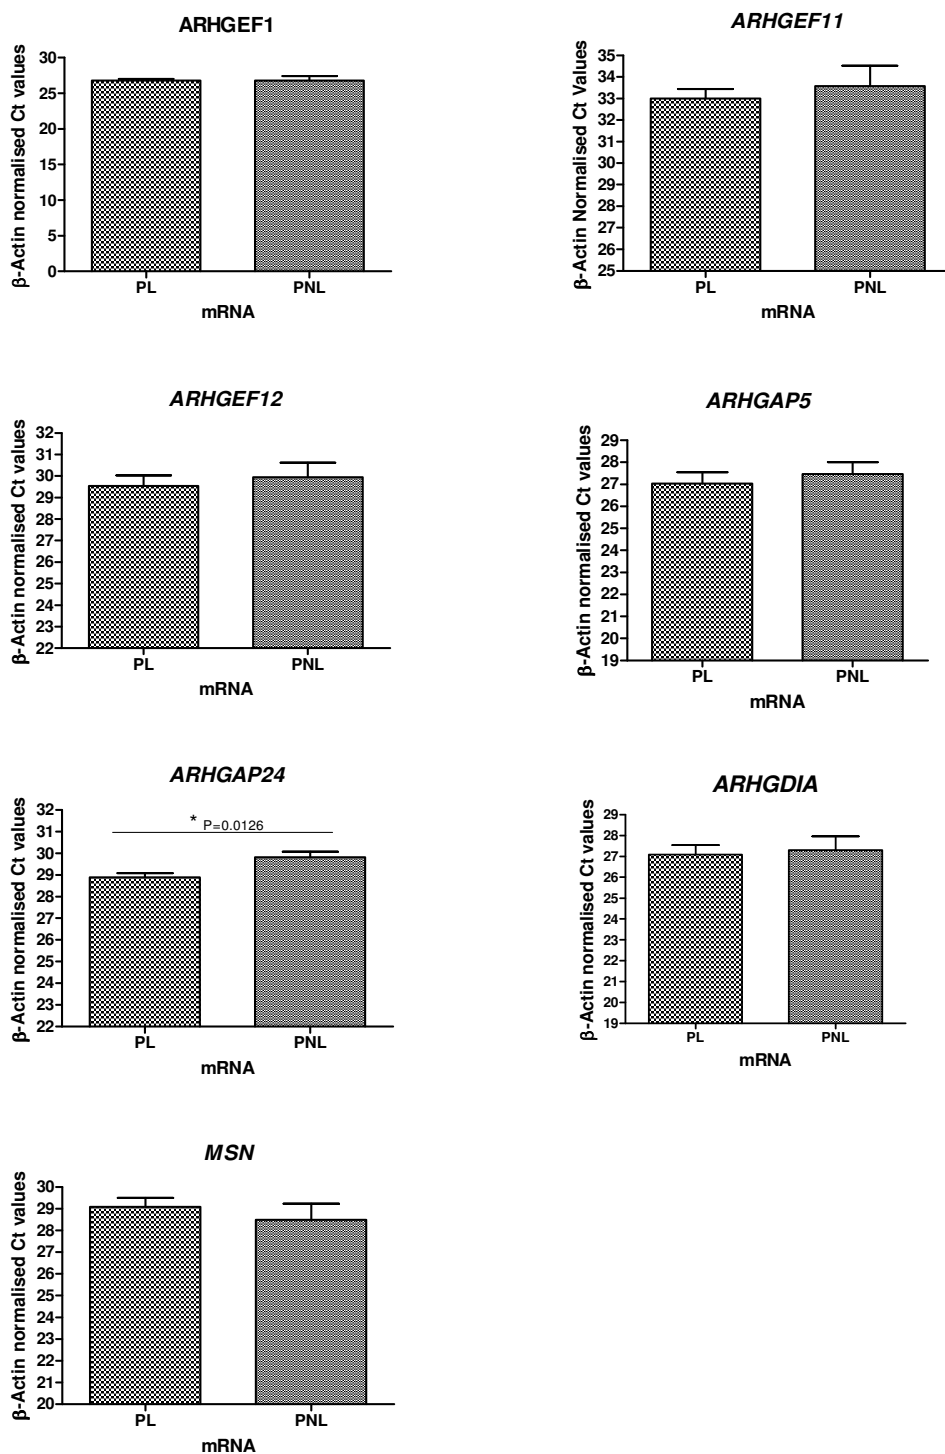 ARHGEF1
β-Actin normalised Ct values
30
25
20
15
10
5
0
PL PNL
mRNA
ARHGEF11
β-Actin Normalised Ct Values
35
34
33
32
31
30
29
28
27
26
25
PL PNL
mRNA
ARHGEF12
β-Actin normalised Ct values
32
31
30
29
28
27
26
25
24
23
22
PL PNL
mRNA
ARHGAP5
β-Actin normalised Ct values
29
28
27
26
25
24
23
22
21
20
19
PL PNL
mRNA
ARHGAP24
β-Actin normalised Ct values
32
31
30
29
28
27
26
25
24
23
22
* P=0.0126
PL PNL
mRNA
ARHGDIA
β-Actin normalised Ct values
29
28
27
26
25
24
23
22
21
20
19
PL PNL
mRNA
MSN
β-Actin normalised Ct values
30
29
28
27
26
25
24
23
22
21
20
PL PNL
mRNA